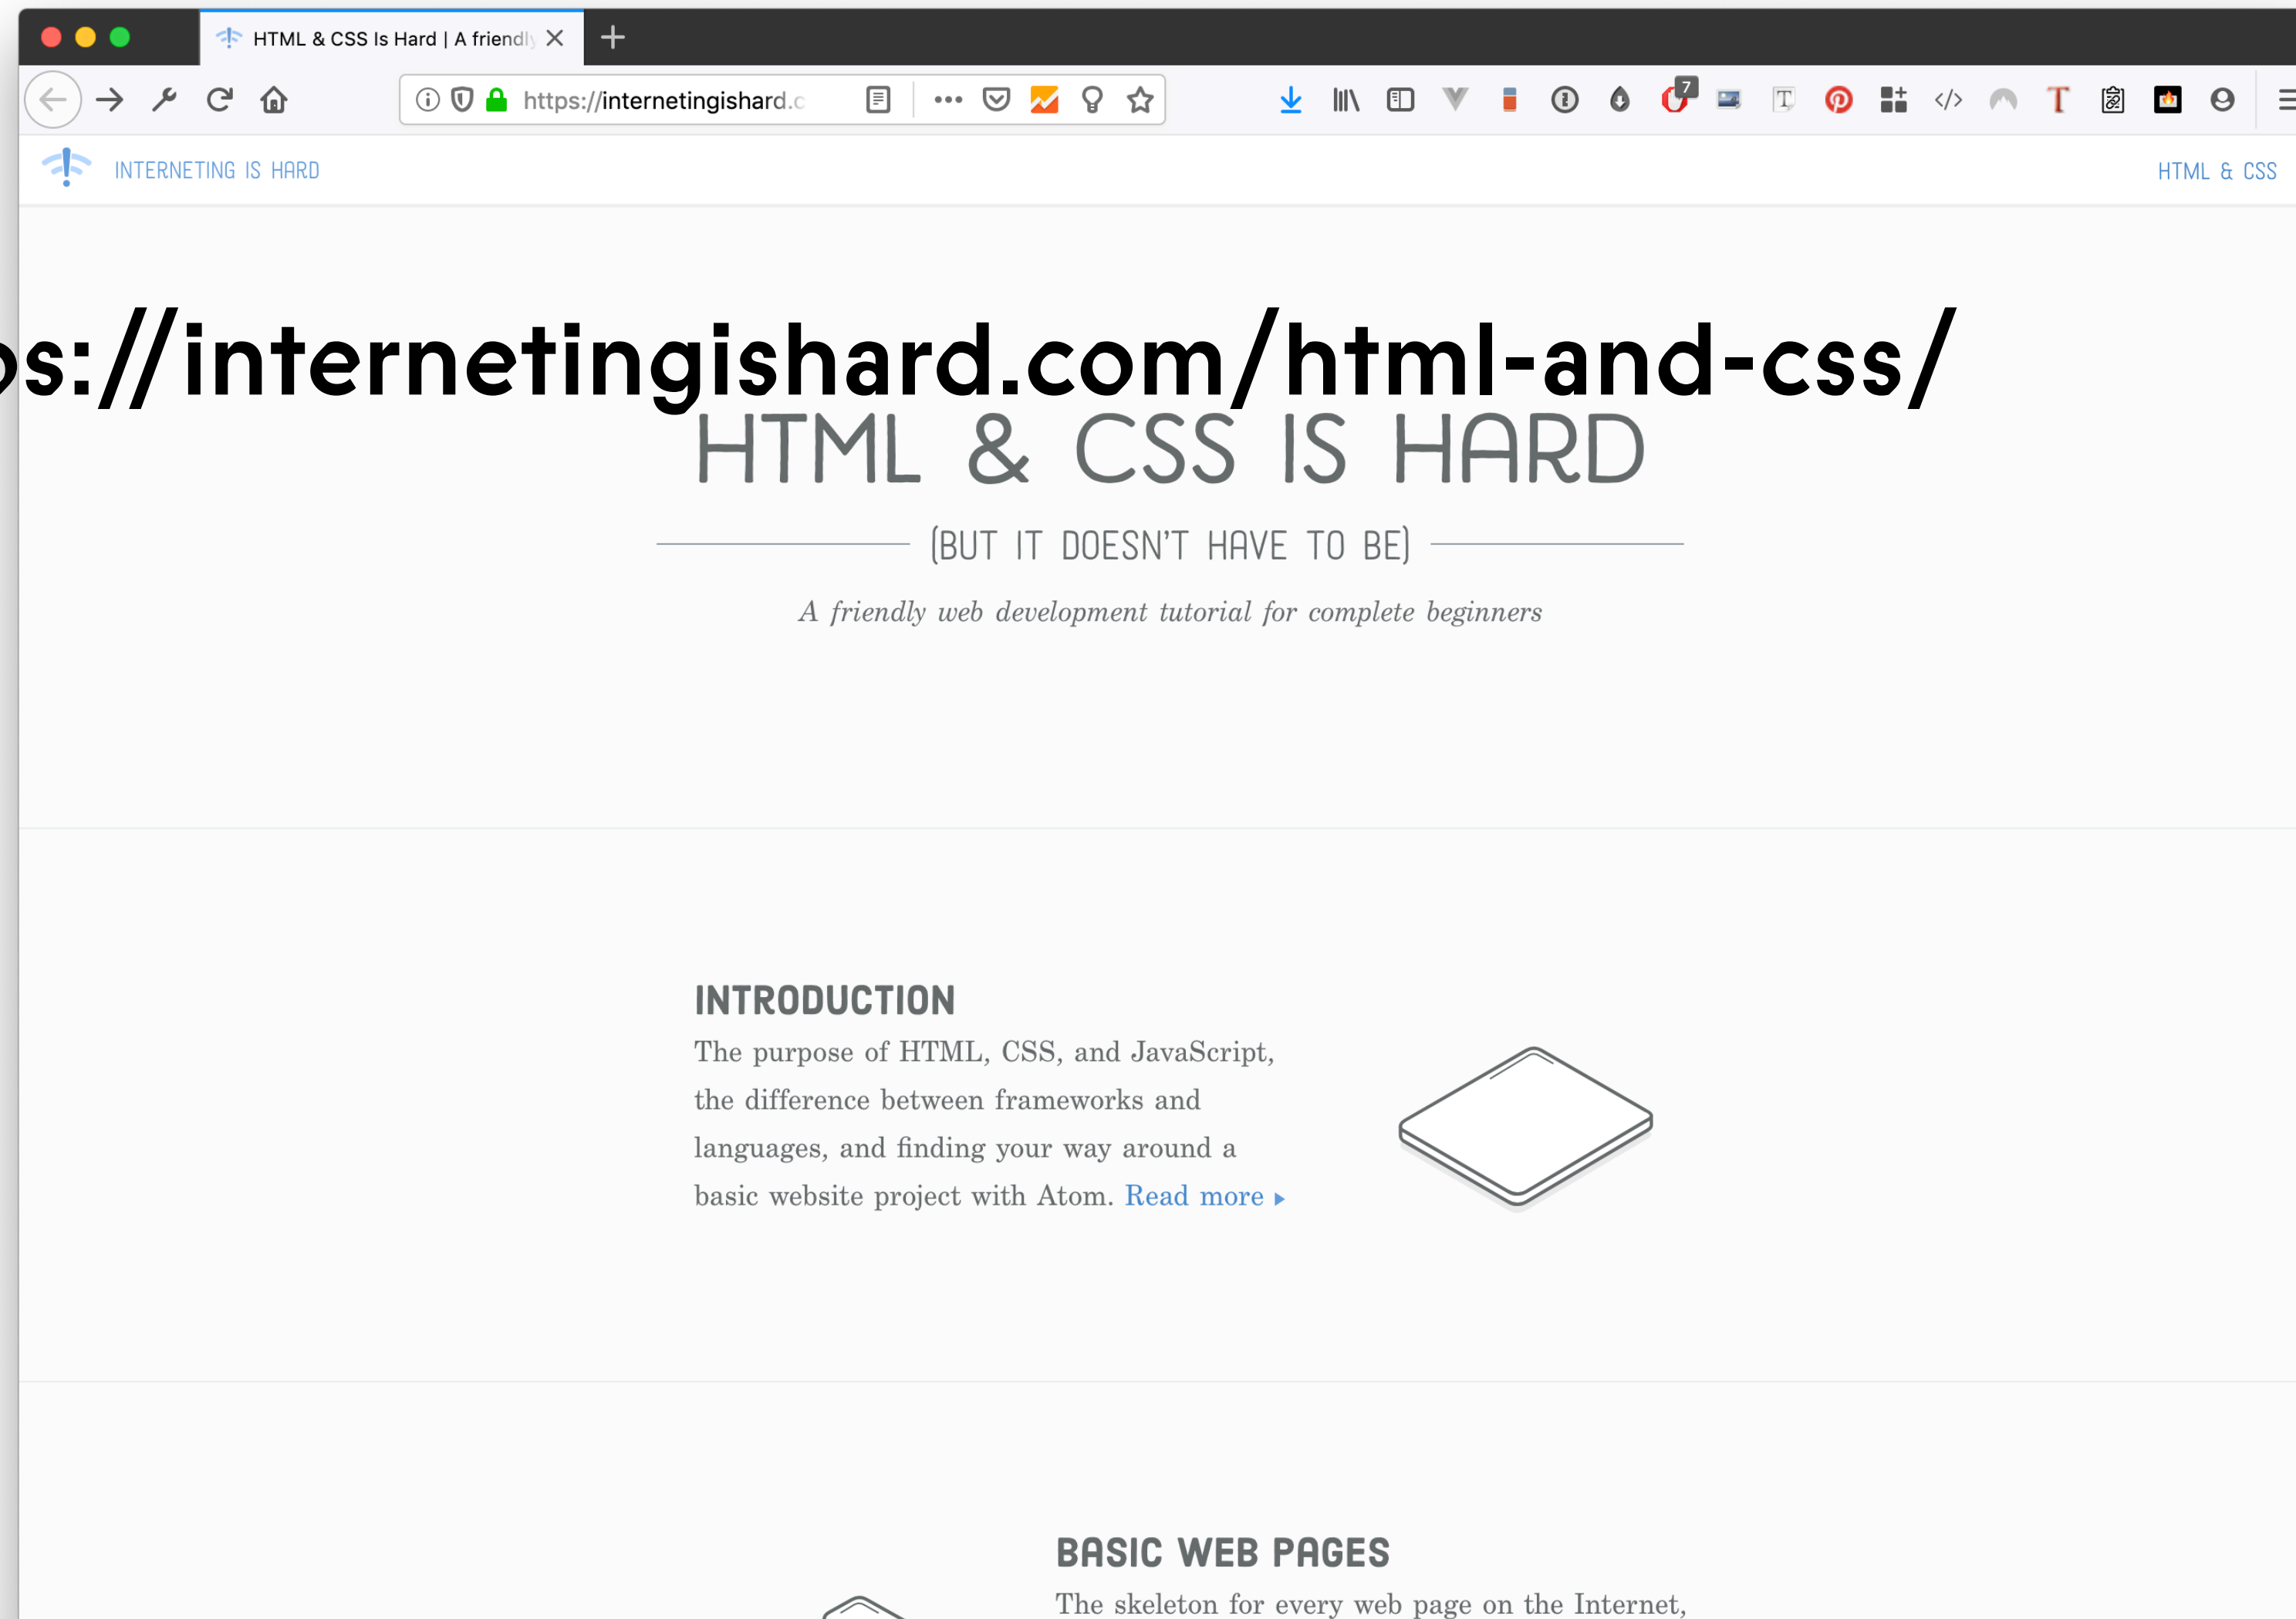 HTML & CSS Is Hard | A friendly
https://internetingishard.c
7
INTERNETING IS HARD
HTML & CSS
ps://internetingishard.com/html-and-css/
HTML & CSS IS HARD
(BUT IT DOESN'T HAVE TO BE)
A friendly web development tutorial for complete beginners
INTRODUCTION
The purpose of HTML, CSS, and JavaScript,
the difference between frameworks and
languages, and finding your way around a
basic website project with Atom. Read more ▸
BASIC WEB PAGES
The skeleton for every web page on the Internet,